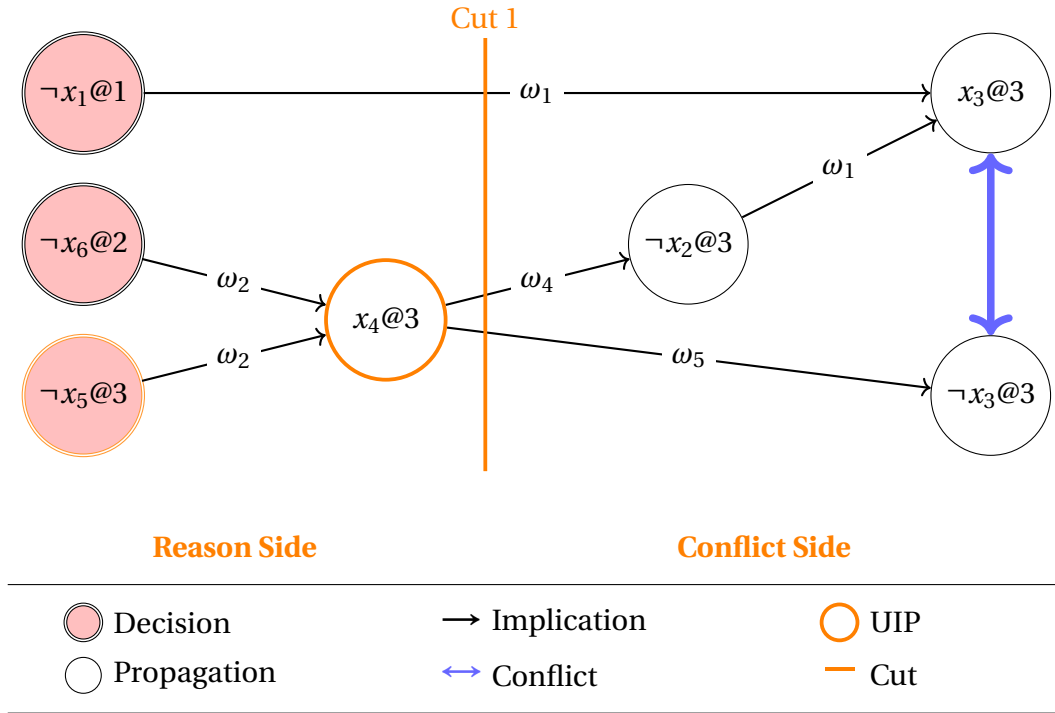 Cut 1
¬x₁@1
ω₁
x₃@3
ω₁
¬x₆@2
ω₂
ω₄
¬x₂@3
x₄@3
ω₂
ω₅
¬x₅@3
¬x₃@3
Reason Side
Conflict Side
Decision
Implication
UIP
Propagation
Conflict
Cut